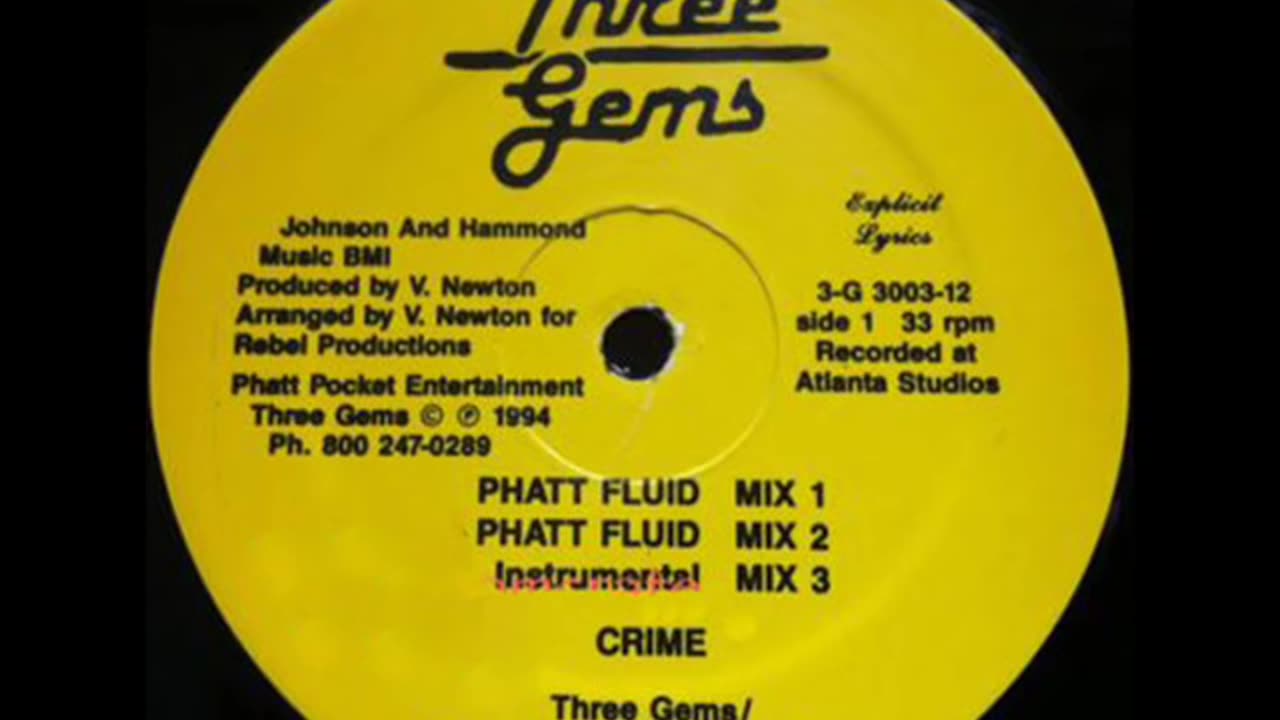 Three
Gems
Explicit
Lyrics
Johnson And Hammond
Music BMI
Produced by V. Newton
Arranged by V. Newton for
Rebel Productions
Phatt Pocket Entertainment
Three Gems © ℗ 1994
Ph. 800 247-0289
3-G 3003-12
side 1 33 rpm
Recorded at
Atlanta Studios
PHATT FLUID MIX 1
PHATT FLUID MIX 2
Instrumental MIX 3
CRIME
Three Gems/